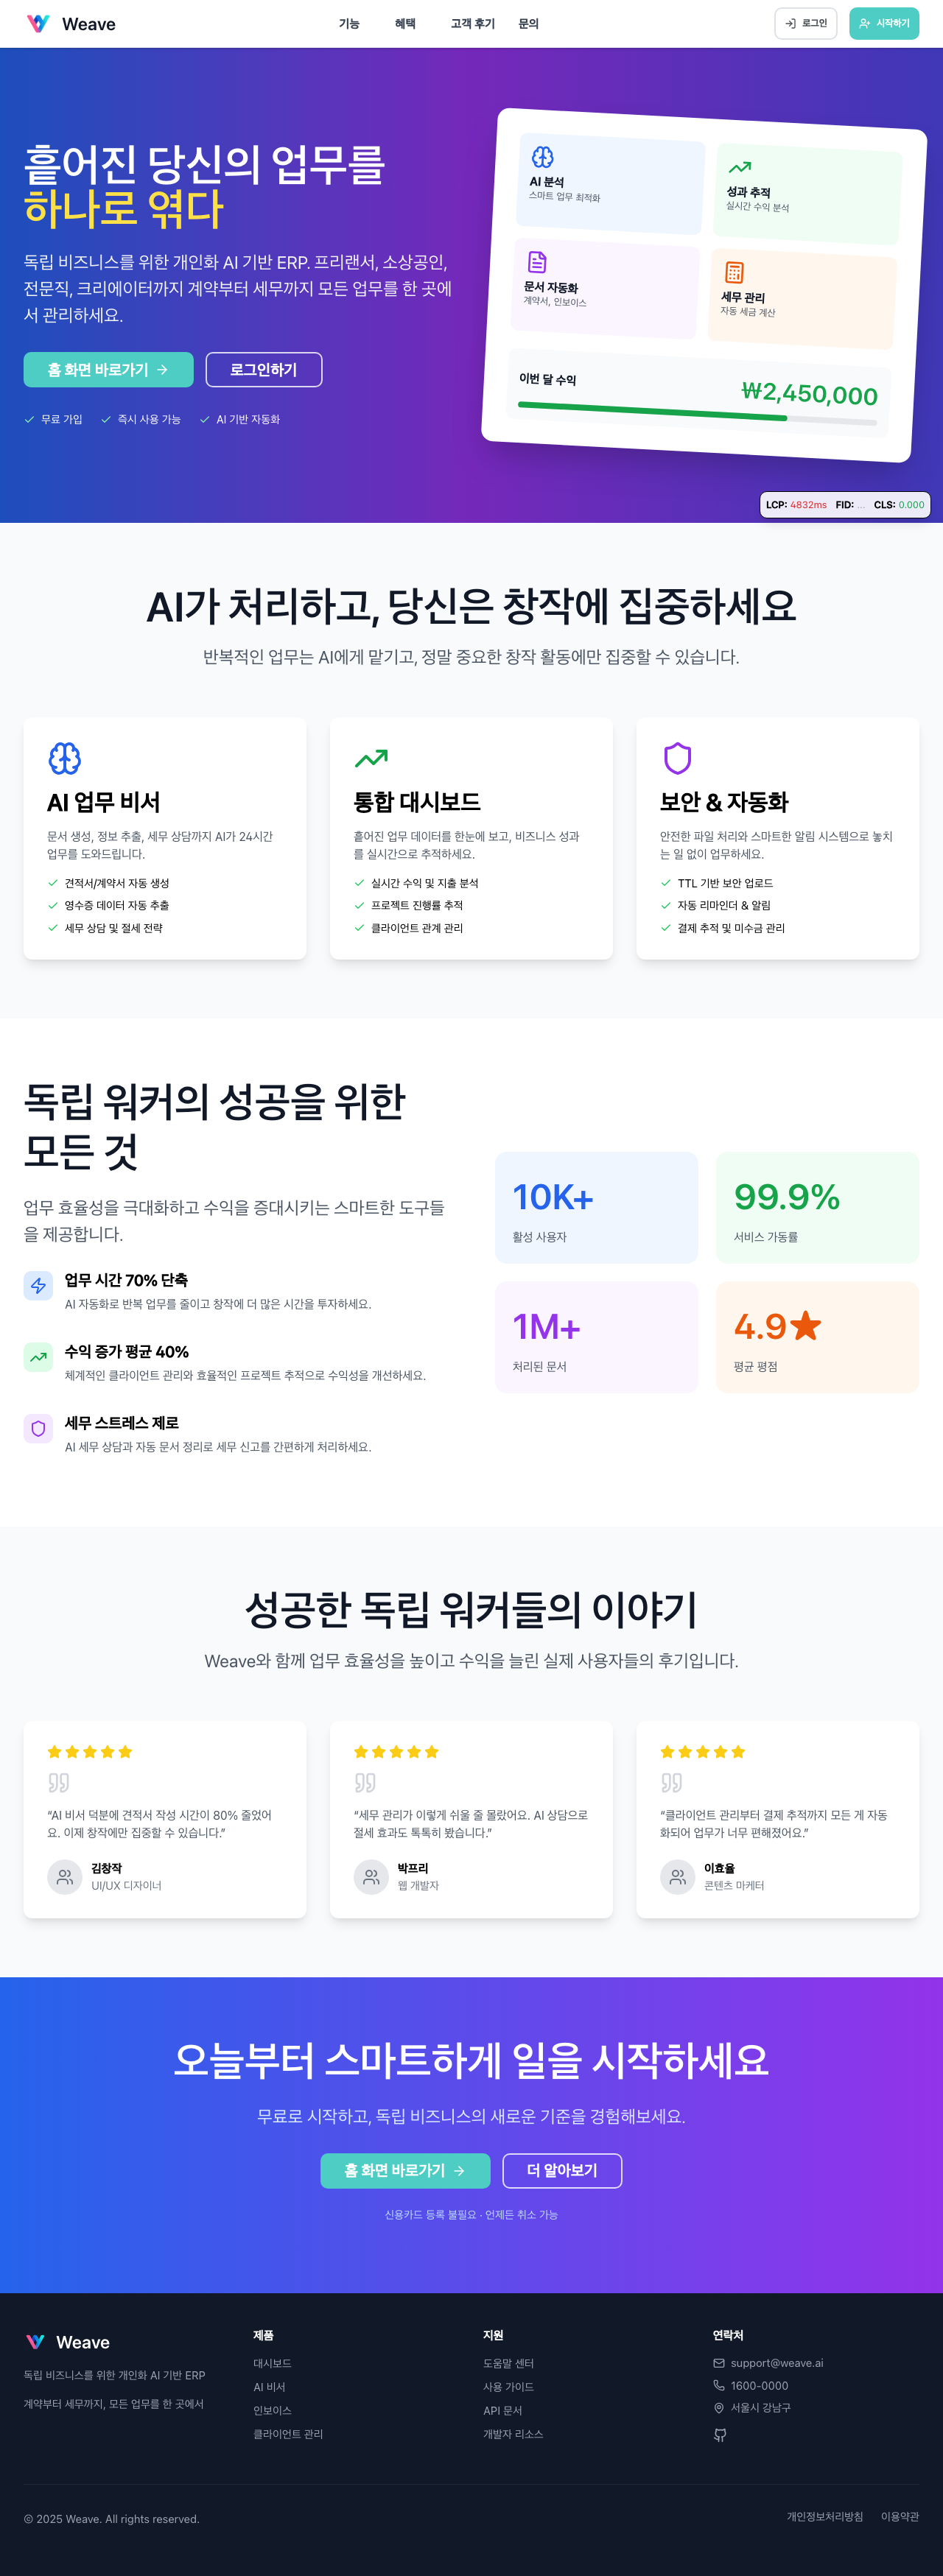 Weave
기능
혜택
고객 후기
문의
로그인
시작하기
흩어진 당신의 업무를
하나로 엮다
독립 비즈니스를 위한 개인화 AI 기반 ERP. 프리랜서, 소상공인,
전문직, 크리에이터까지 계약부터 세무까지 모든 업무를 한 곳에
서 관리하세요.
홈 화면 바로가기
로그인하기
무료 가입
즉시 사용 가능
AI 기반 자동화
AI 분석
스마트 업무 최적화
성과 추적
실시간 수익 분석
문서 자동화
계약서, 인보이스
세무 관리
자동 세금 계산
이번 달 수익
₩2,450,000
LCP: 4832ms FID: ... CLS: 0.000
AI가 처리하고, 당신은 창작에 집중하세요
반복적인 업무는 AI에게 맡기고, 정말 중요한 창작 활동에만 집중할 수 있습니다.
AI 업무 비서
문서 생성, 정보 추출, 세무 상담까지 AI가 24시간
업무를 도와드립니다.
견적서/계약서 자동 생성
영수증 데이터 자동 추출
세무 상담 및 절세 전략
통합 대시보드
흩어진 업무 데이터를 한눈에 보고, 비즈니스 성과
를 실시간으로 추적하세요.
실시간 수익 및 지출 분석
프로젝트 진행률 추적
클라이언트 관계 관리
보안 & 자동화
안전한 파일 처리와 스마트한 알림 시스템으로 놓치
는 일 없이 업무하세요.
TTL 기반 보안 업로드
자동 리마인더 & 알림
결제 추적 및 미수금 관리
독립 워커의 성공을 위한
모든 것
업무 효율성을 극대화하고 수익을 증대시키는 스마트한 도구들
을 제공합니다.
업무 시간 70% 단축
AI 자동화로 반복 업무를 줄이고 창작에 더 많은 시간을 투자하세요.
수익 증가 평균 40%
체계적인 클라이언트 관리와 효율적인 프로젝트 추적으로 수익성을 개선하세요.
세무 스트레스 제로
AI 세무 상담과 자동 문서 정리로 세무 신고를 간편하게 처리하세요.
10K+
활성 사용자
99.9%
서비스 가동률
1M+
처리된 문서
4.9★
평균 평점
성공한 독립 워커들의 이야기
Weave와 함께 업무 효율성을 높이고 수익을 늘린 실제 사용자들의 후기입니다.
“AI 비서 덕분에 견적서 작성 시간이 80% 줄었어
요. 이제 창작에만 집중할 수 있습니다.”
김창작
UI/UX 디자이너
“세무 관리가 이렇게 쉬울 줄 몰랐어요. AI 상담으로
절세 효과도 톡톡히 봤습니다.”
박프리
웹 개발자
“클라이언트 관리부터 결제 추적까지 모든 게 자동
화되어 업무가 너무 편해졌어요.”
이효율
콘텐츠 마케터
오늘부터 스마트하게 일을 시작하세요
무료로 시작하고, 독립 비즈니스의 새로운 기준을 경험해보세요.
홈 화면 바로가기
더 알아보기
신용카드 등록 불필요 · 언제든 취소 가능
Weave
독립 비즈니스를 위한 개인화 AI 기반 ERP
계약부터 세무까지, 모든 업무를 한 곳에서
제품
대시보드
AI 비서
인보이스
클라이언트 관리
지원
도움말 센터
사용 가이드
API 문서
개발자 리소스
연락처
support@weave.ai
1600-0000
서울시 강남구
© 2025 Weave. All rights reserved.
개인정보처리방침
이용약관